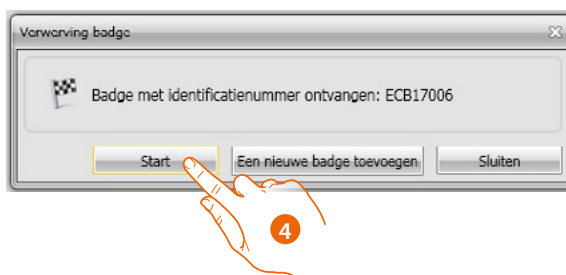 Verwerving badge
Badge met identificatienummer ontvangen: ECB17006
Start Een nieuwe badge toevoegen Sluiten
4